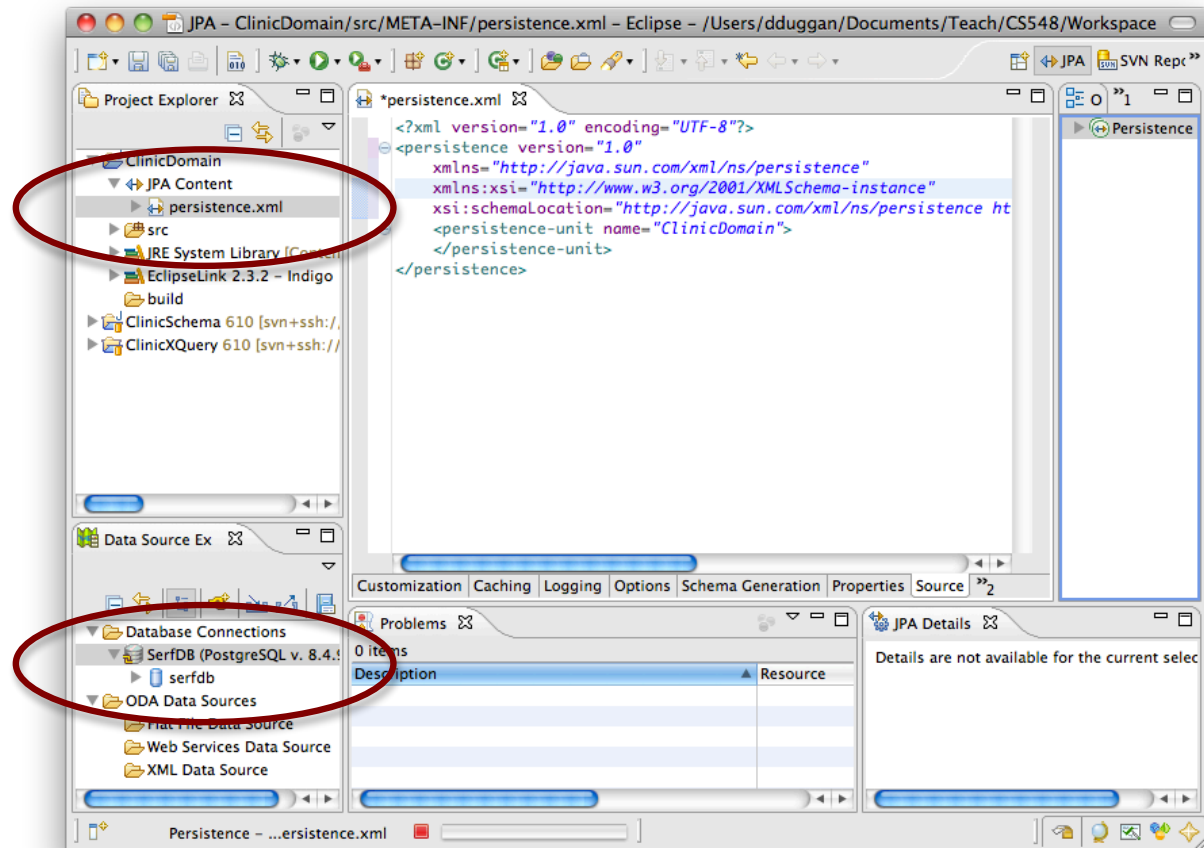 JPA – ClinicDomain/src/META-INF/persistence.xml – Eclipse – /Users/dduggan/Documents/Teach/CS548/Workspace
JPA
SVN Repc
Project Explorer
ClinicDomain
JPA Content
persistence.xml
src
JRE System Library [Conten
EclipseLink 2.3.2 – Indigo
build
ClinicSchema 610 [svn+ssh:/,
ClinicXQuery 610 [svn+ssh://
*persistence.xml
<?xml version="1.0" encoding="UTF-8"?>
<persistence version="1.0"
xmlns="http://java.sun.com/xml/ns/persistence"
xmlns:xsi="http://www.w3.org/2001/XMLSchema-instance"
xsi:schemaLocation="http://java.sun.com/xml/ns/persistence ht
<persistence-unit name="ClinicDomain">
</persistence-unit>
</persistence>
Customization Caching Logging Options Schema Generation Properties Source »2
O »1
Persistence
Data Source Ex
Database Connections
SerfDB (PostgreSQL v. 8.4.9
serfdb
ODA Data Sources
Flat File Data Source
Web Services Data Source
XML Data Source
Problems
0 items
Description Resource
JPA Details
Details are not available for the current selec
Persistence – ...ersistence.xml